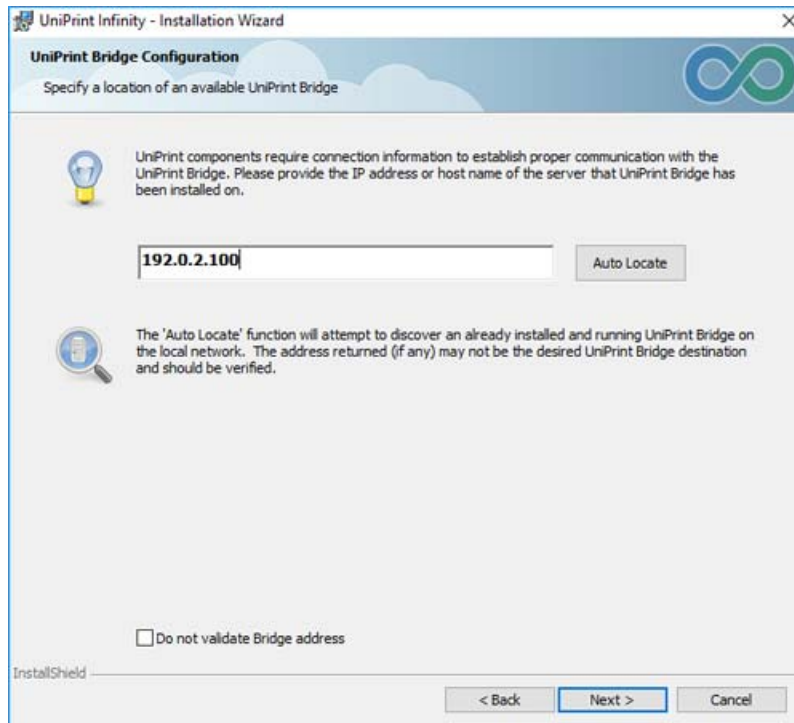 UniPrint Infinity - Installation Wizard
UniPrint Bridge Configuration
Specify a location of an available UniPrint Bridge
UniPrint components require connection information to establish proper communication with the
UniPrint Bridge. Please provide the IP address or host name of the server that UniPrint Bridge has
been installed on.
192.0.2.100
Auto Locate
The 'Auto Locate' function will attempt to discover an already installed and running UniPrint Bridge on
the local network. The address returned (if any) may not be the desired UniPrint Bridge destination
and should be verified.
Do not validate Bridge address
InstallShield
< Back
Next >
Cancel